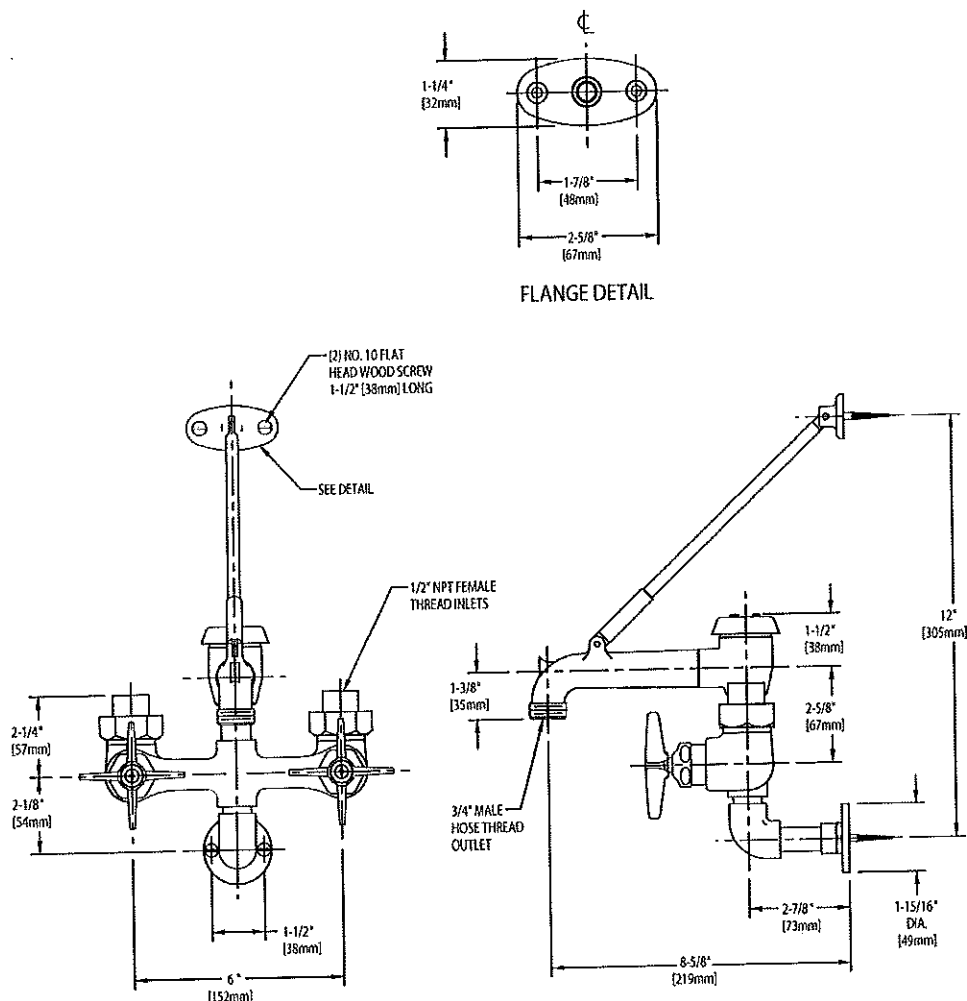 ℄
1-1/4"
[32mm]
1-7/8"
[48mm]
2-5/8"
[67mm]
FLANGE DETAIL
(2) NO. 10 FLAT
HEAD WOOD SCREW
1-1/2" [38mm] LONG
SEE DETAIL
1/2" NPT FEMALE
THREAD INLETS
2-1/4"
[57mm]
2-1/8"
[54mm]
1-1/2"
[38mm]
6"
[152mm]
12"
[305mm]
1-1/2"
[38mm]
1-3/8"
[35mm]
2-5/8"
[67mm]
3/4" MALE
HOSE THREAD
OUTLET
2-7/8"
[73mm]
1-15/16"
DIA.
[49mm]
8-5/8"
[219mm]